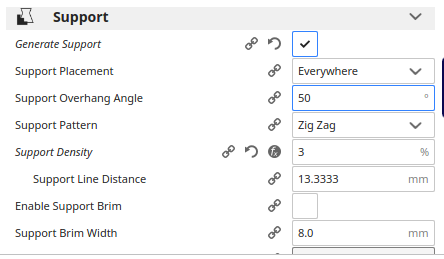 Support
Generate Support
Support Placement Everywhere
Support Overhang Angle 50 °
Support Pattern Zig Zag
Support Density fx 3 %
Support Line Distance 13.3333 mm
Enable Support Brim
Support Brim Width 8.0 mm